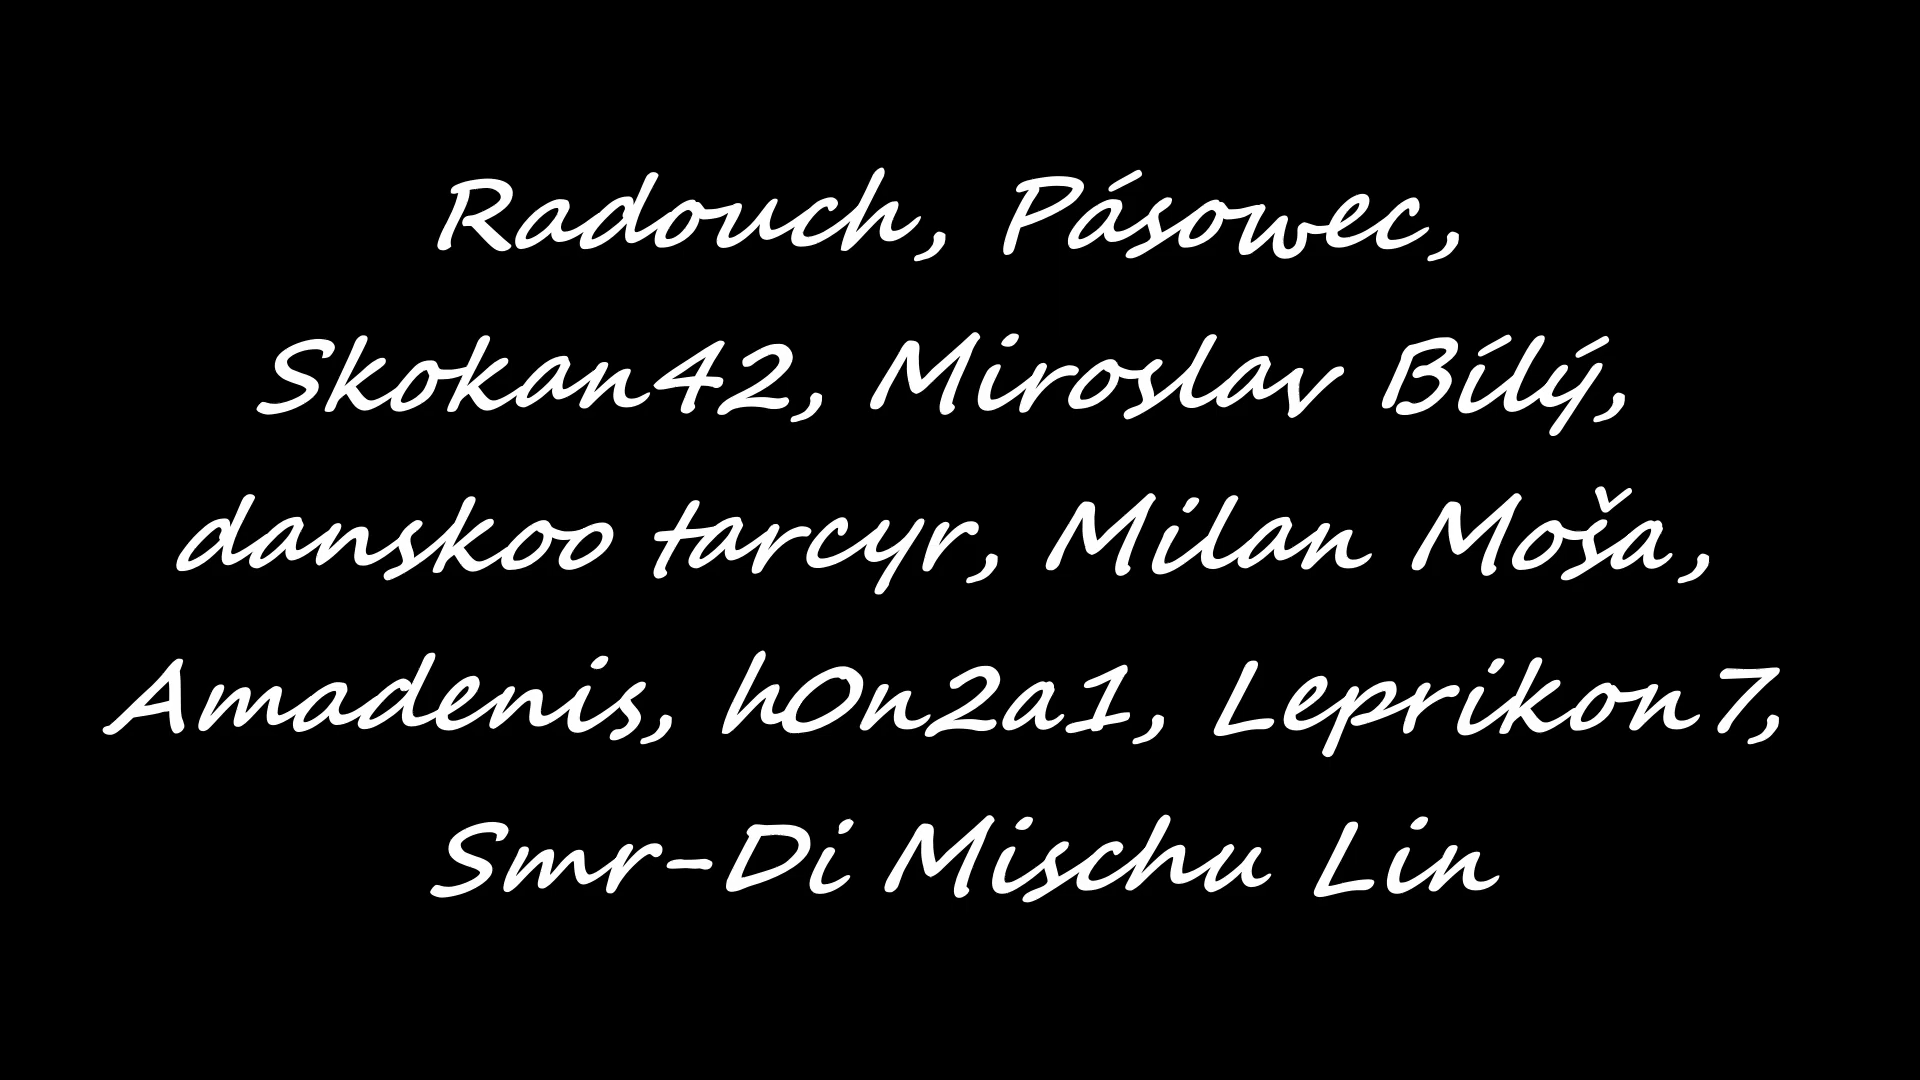 Radouch, Pásowec,
Skokan42, Miroslav Bílý,
danskoo tarcyr, Milan Moša,
Amadenis, h0n2a1, Leprikon7,
Smr-Di Mischu Lin